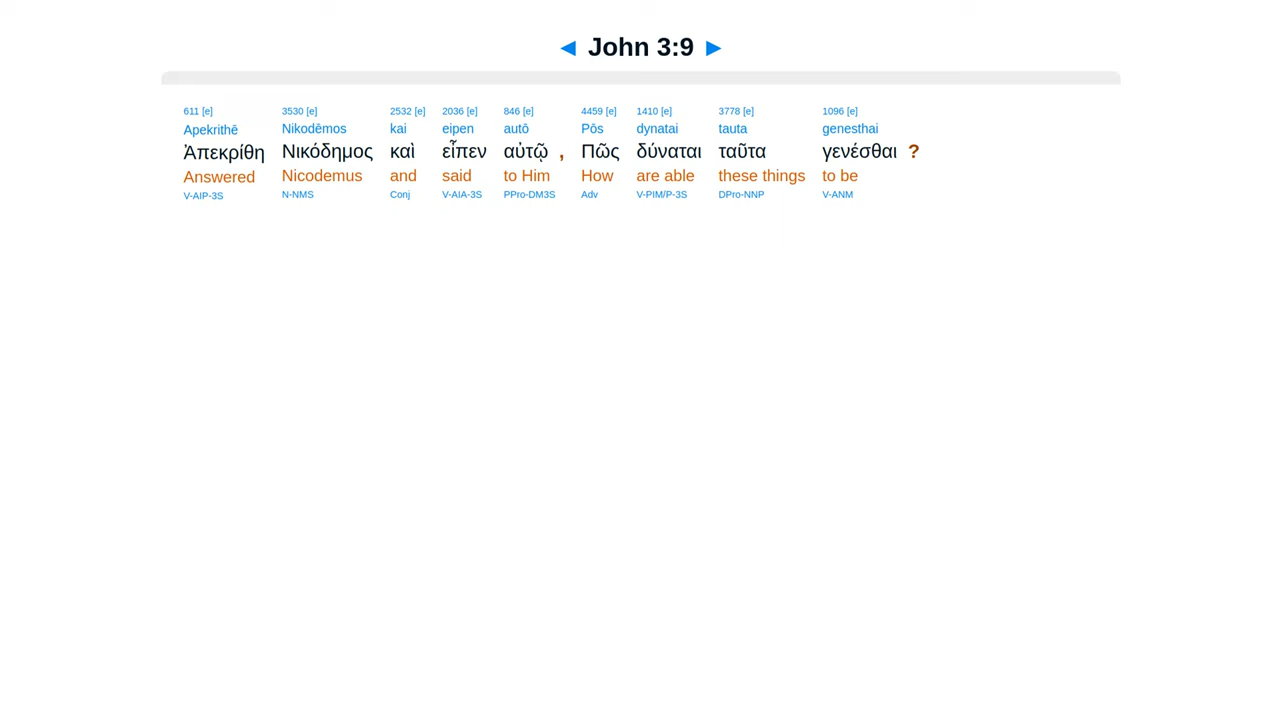 ◄ John 3:9 ►
611 [e] 3530 [e] 2532 [e] 2036 [e] 846 [e] 4459 [e] 1410 [e] 3778 [e] 1096 [e]
Apekrithē Nikodēmos kai eipen autō Pōs dynatai tauta genesthai
Ἀπεκρίθη Νικόδημος καὶ εἶπεν αὐτῷ , Πῶς δύναται ταῦτα γενέσθαι ?
Answered Nicodemus and said to Him How are able these things to be
V-AIP-3S N-NMS Conj V-AIA-3S PPro-DM3S Adv V-PIM/P-3S DPro-NNP V-ANM